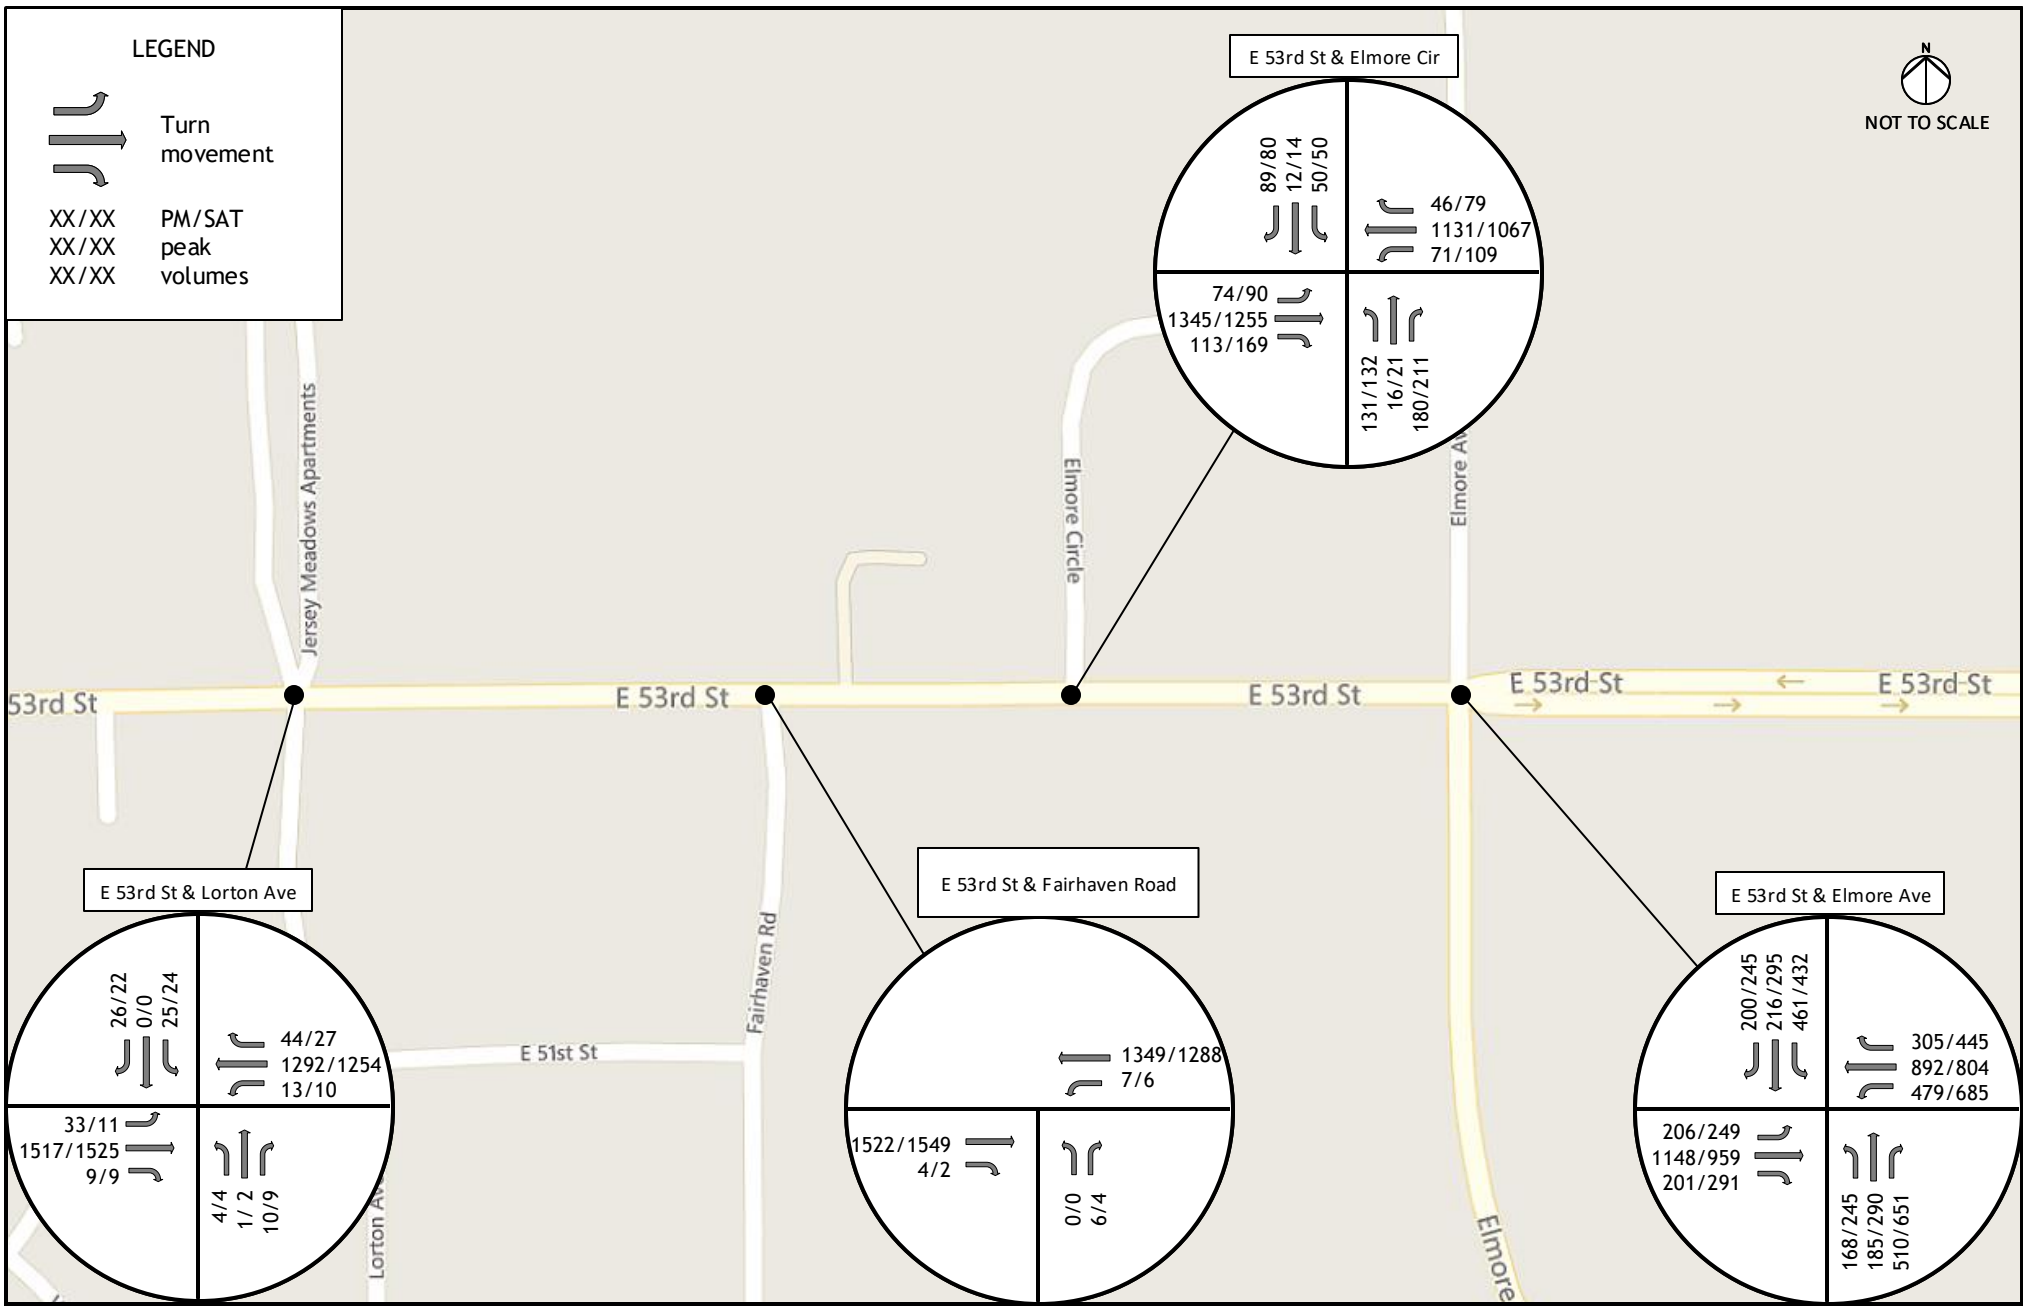 LEGEND
Turn
movement
XX/XX PM/SAT
XX/XX peak
XX/XX volumes
N
NOT TO SCALE
E 53rd St & Elmore Cir
89/80
12/14
50/50
46/79
1131/1067
71/109
74/90
1345/1255
113/169
131/132
16/21
180/211
Jersey Meadows Apartments
Elmore Circle
Elmore Av
53rd St
E 53rd St
E 53rd St
E 53rd St
E 53rd St
E 53rd St & Lorton Ave
26/22
0/0
25/24
44/27
1292/1254
13/10
33/11
1517/1525
9/9
4/4
1/2
10/9
Lorton Ave
E 51st St
Fairhaven Rd
E 53rd St & Fairhaven Road
1349/1288
7/6
1522/1549
4/2
0/0
6/4
E 53rd St & Elmore Ave
200/245
216/295
461/432
305/445
892/804
479/685
206/249
1148/959
201/291
168/245
185/290
510/651
Elmore